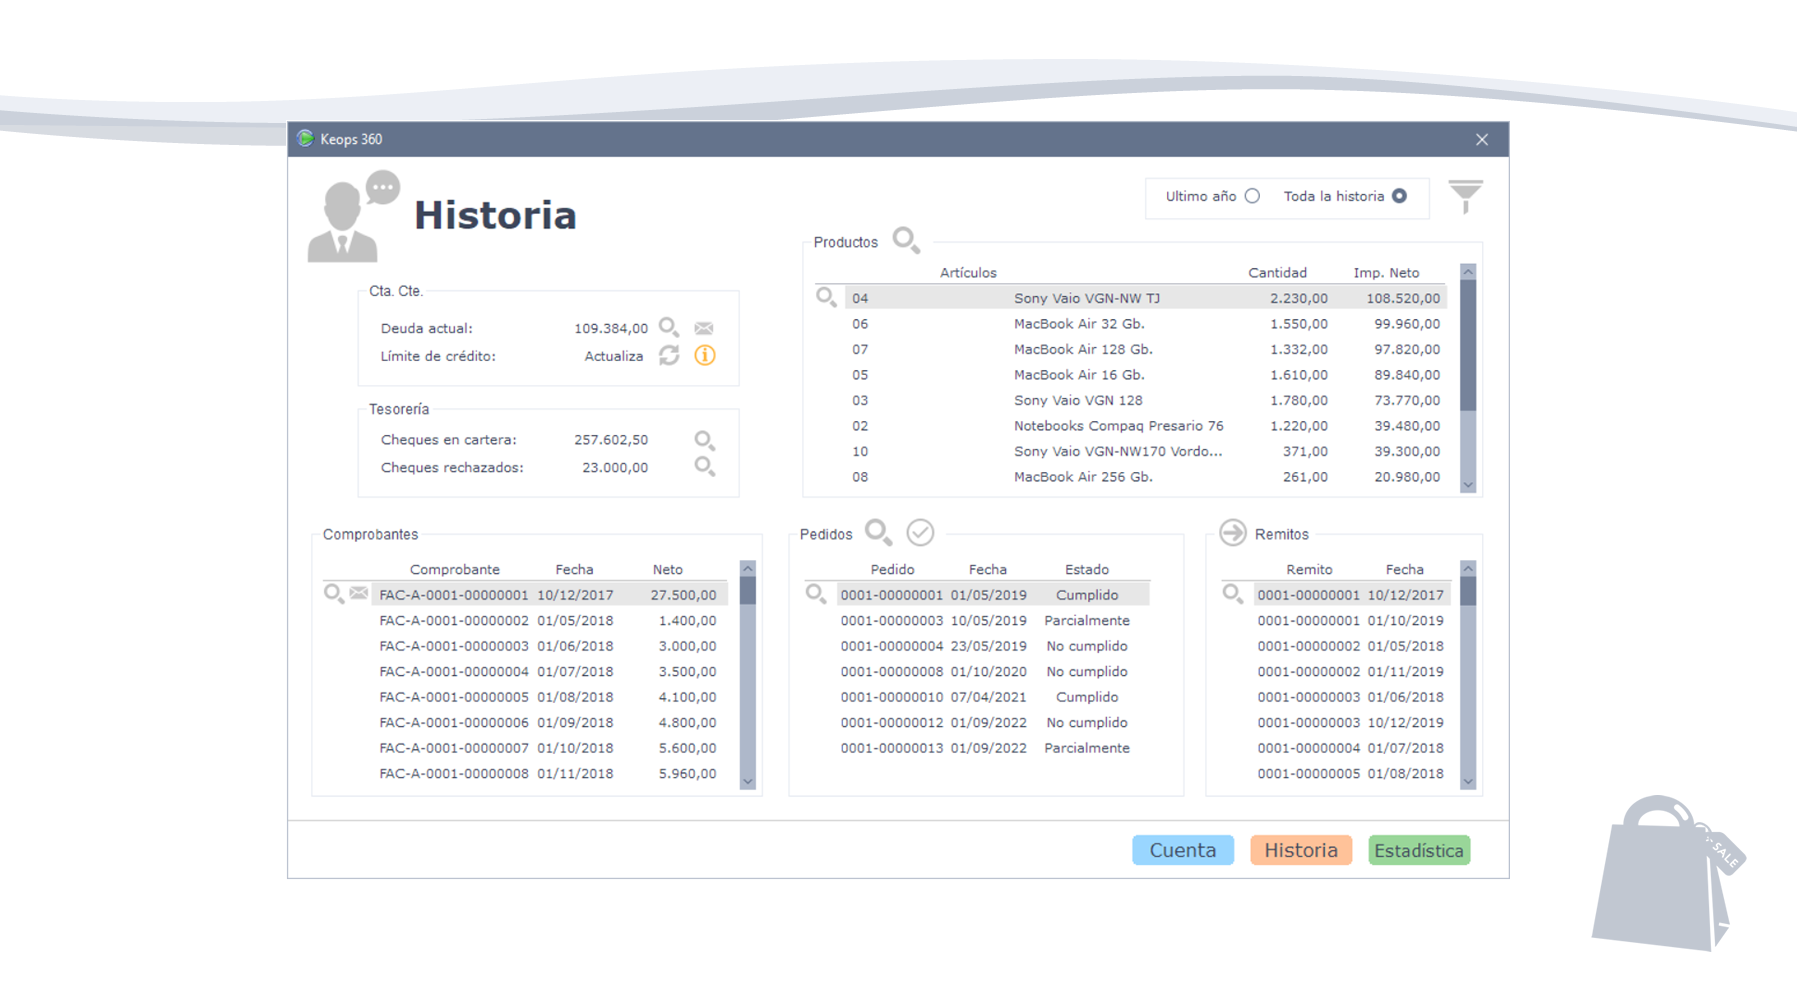 Keops 360
Historia
Ultimo año Toda la historia
Cta. Cte.
Deuda actual: 109.384,00
Límite de crédito: Actualiza
Tesorería
Cheques en cartera: 257.602,50
Cheques rechazados: 23.000,00
Productos
Artículos Cantidad Imp. Neto
04 Sony Vaio VGN-NW TJ 2.230,00 108.520,00
06 MacBook Air 32 Gb. 1.550,00 99.960,00
07 MacBook Air 128 Gb. 1.332,00 97.820,00
05 MacBook Air 16 Gb. 1.610,00 89.840,00
03 Sony Vaio VGN 128 1.780,00 73.770,00
02 Notebooks Compaq Presario 76 1.220,00 39.480,00
10 Sony Vaio VGN-NW170 Vordo... 371,00 39.300,00
08 MacBook Air 256 Gb. 261,00 20.980,00
Comprobantes
Comprobante Fecha Neto
FAC-A-0001-00000001 10/12/2017 27.500,00
FAC-A-0001-00000002 01/05/2018 1.400,00
FAC-A-0001-00000003 01/06/2018 3.000,00
FAC-A-0001-00000004 01/07/2018 3.500,00
FAC-A-0001-00000005 01/08/2018 4.100,00
FAC-A-0001-00000006 01/09/2018 4.800,00
FAC-A-0001-00000007 01/10/2018 5.600,00
FAC-A-0001-00000008 01/11/2018 5.960,00
Pedidos
Pedido Fecha Estado
0001-00000001 01/05/2019 Cumplido
0001-00000003 10/05/2019 Parcialmente
0001-00000004 23/05/2019 No cumplido
0001-00000008 01/10/2020 No cumplido
0001-00000010 07/04/2021 Cumplido
0001-00000012 01/09/2022 No cumplido
0001-00000013 01/09/2022 Parcialmente
Remitos
Remito Fecha
0001-00000001 10/12/2017
0001-00000001 01/10/2019
0001-00000002 01/05/2018
0001-00000002 01/11/2019
0001-00000003 01/06/2018
0001-00000003 10/12/2019
0001-00000004 01/07/2018
0001-00000005 01/08/2018
Cuenta Historia Estadística
SALE